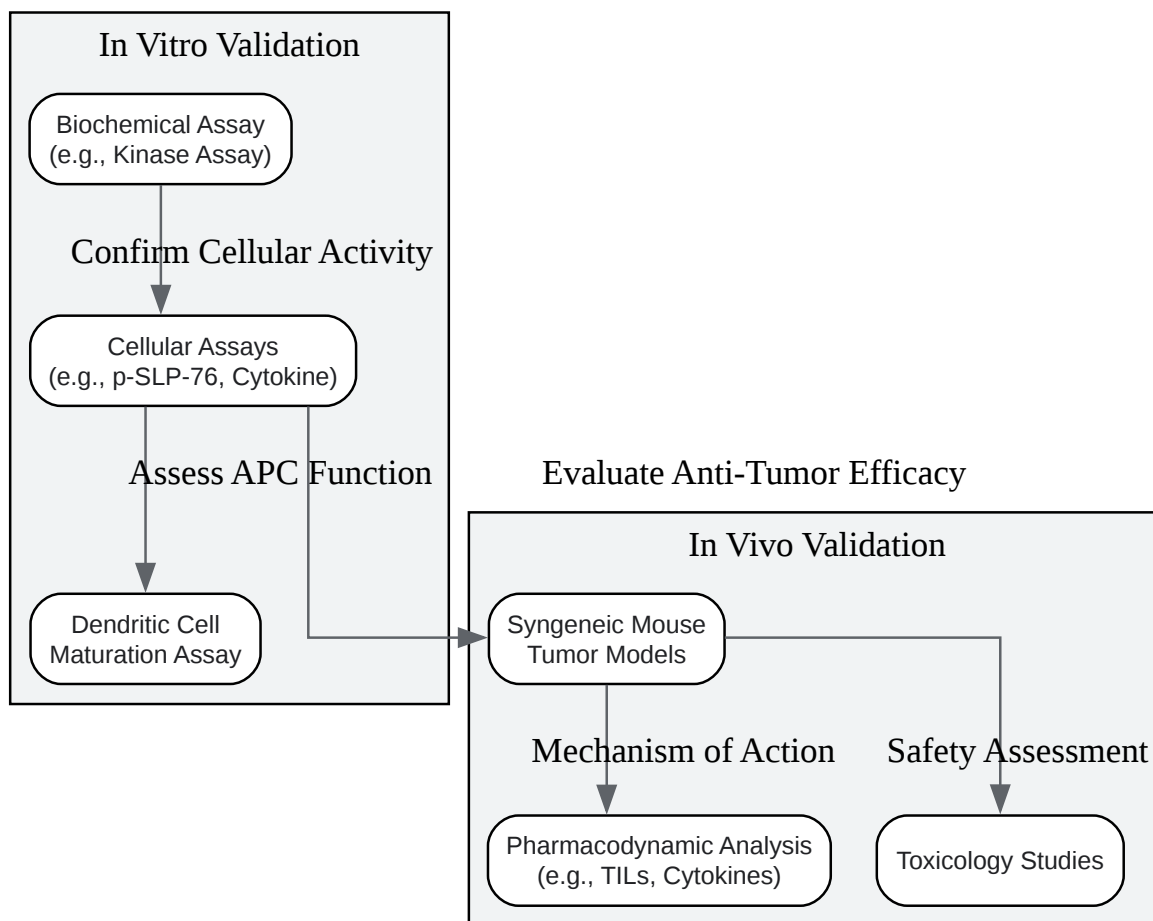 In Vitro Validation
Biochemical Assay
(e.g., Kinase Assay)
Confirm Cellular Activity
Cellular Assays
(e.g., p-SLP-76, Cytokine)
Assess APC Function
Evaluate Anti-Tumor Efficacy
Dendritic Cell
Maturation Assay
In Vivo Validation
Syngeneic Mouse
Tumor Models
Mechanism of Action
Safety Assessment
Pharmacodynamic Analysis
(e.g., TILs, Cytokines)
Toxicology Studies